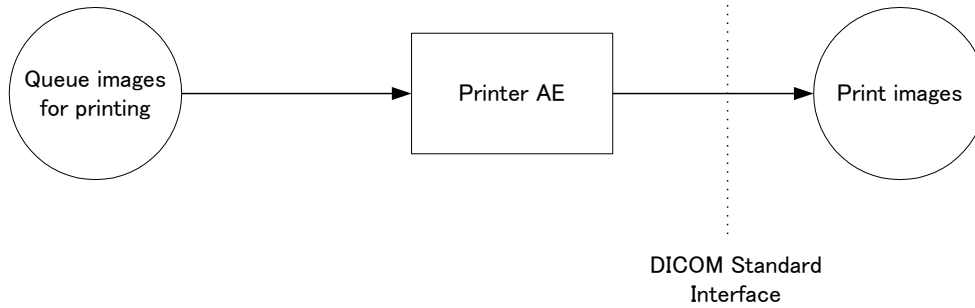 Queue images
for printing
Printer AE
Print images
DICOM Standard
Interface